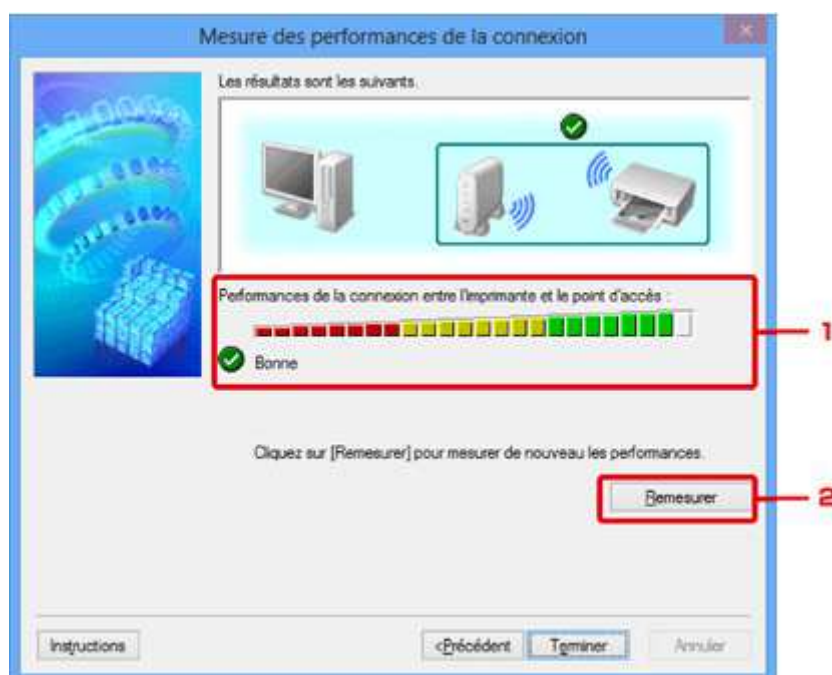 Mesure des performances de la connexion
Les résultats sont les suivants.
Performances de la connexion entre l'imprimante et le point d'accès :
1
Bonne
Cliquez sur [Remesurer] pour mesurer de nouveau les performances.
Remesurer
2
Instructions
<Précédent
Terminer
Annuler